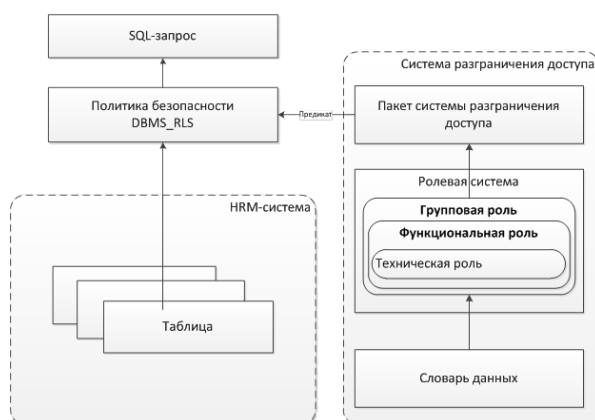 SQL-запрос
Система разграничения доступа
Политика безопасности
DBMS_RLS
Предикат
Пакет системы разграничения
доступа
Ролевая система
HRM-система
Групповая роль
Функциональная роль
Техническая роль
Таблица
Словарь данных